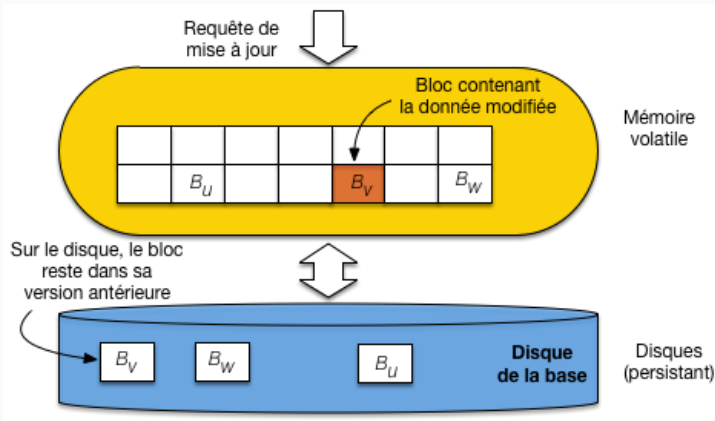 Requête de
mise à jour
Bloc contenant
la donnée modifiée
Mémoire
volatile
Bu
Bv
Bw
Sur le disque, le bloc
reste dans sa
version antérieure
Bv
Bw
Bu
Disque
de la base
Disques
(persistant)